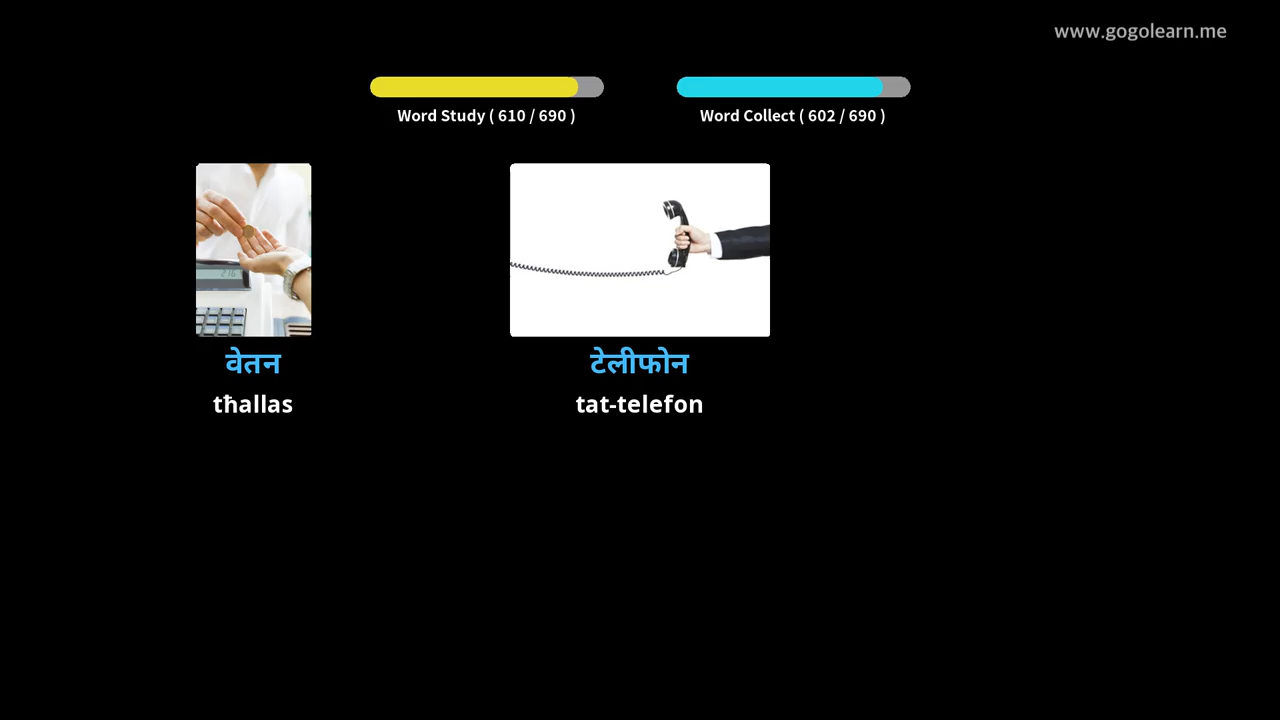 www.gogolearn.me
Word Study ( 610 / 690 )
Word Collect ( 602 / 690 )
वेतन
tħallas
टेलीफोन
tat-telefon